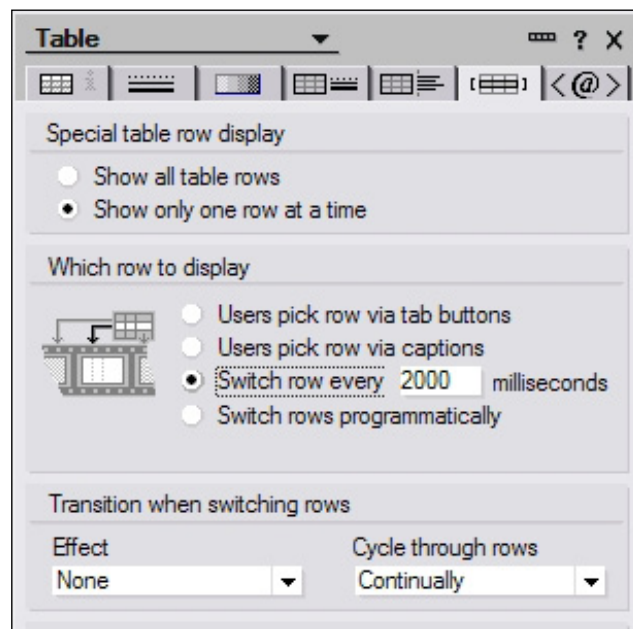 Table
? X
<@>
Special table row display
Show all table rows
Show only one row at a time
Which row to display
Users pick row via tab buttons
Users pick row via captions
Switch row every 2000 milliseconds
Switch rows programmatically
Transition when switching rows
Effect Cycle through rows
None Continually